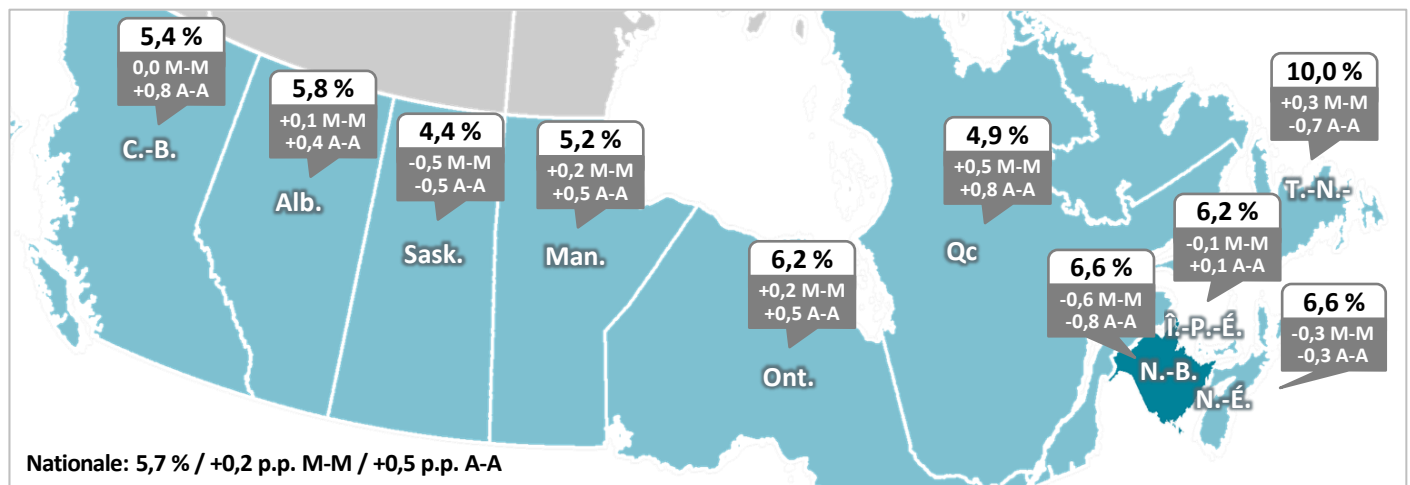 5,4 %
0,0 M-M
+0,8 A-A
C.-B.
5,8 %
+0,1 M-M
+0,4 A-A
Alb.
4,4 %
-0,5 M-M
-0,5 A-A
Sask.
5,2 %
+0,2 M-M
+0,5 A-A
Man.
6,2 %
+0,2 M-M
+0,5 A-A
Ont.
4,9 %
+0,5 M-M
+0,8 A-A
Qc
10,0 %
+0,3 M-M
-0,7 A-A
T.-N.-
6,2 %
-0,1 M-M
+0,1 A-A
Î.-P.-É.
6,6 %
-0,6 M-M
-0,8 A-A
N.-B.
6,6 %
-0,3 M-M
-0,3 A-A
N.-É.
Nationale: 5,7 % / +0,2 p.p. M-M / +0,5 p.p. A-A